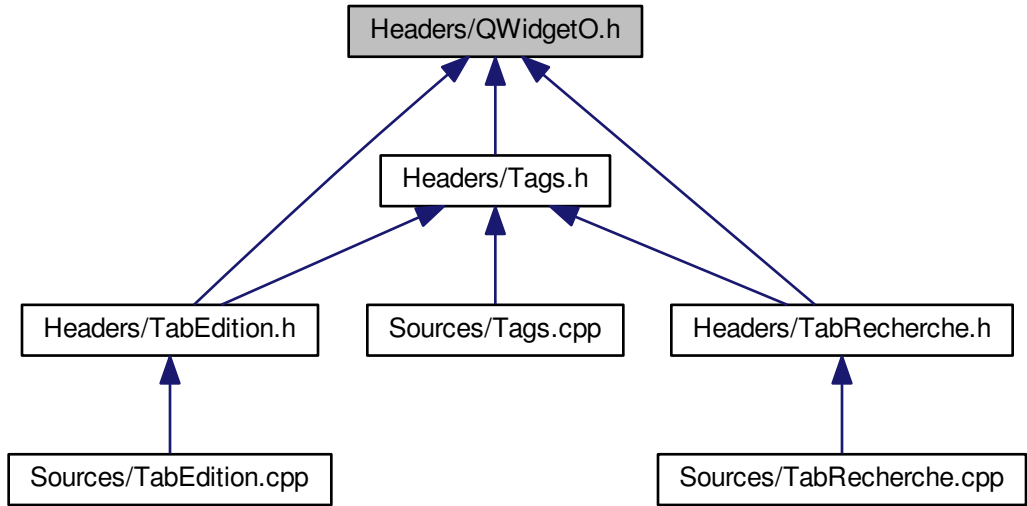 Headers/QWidgetO.h
Headers/Tags.h
Headers/TabEdition.h
Sources/Tags.cpp
Headers/TabRecherche.h
Sources/TabEdition.cpp
Sources/TabRecherche.cpp